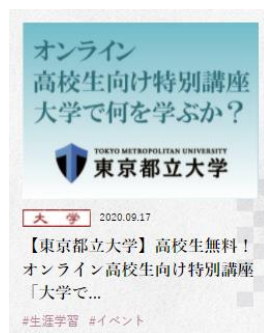 オンライン
高校生向け特別講座
大学で何を学ぶか？
TOKYO METROPOLITAN UNIVERSITY
東京都立大学
大 学 2020.09.17
【東京都立大学】高校生無料！
オンライン高校生向け特別講座
「大学で...
#生涯学習 #イベント